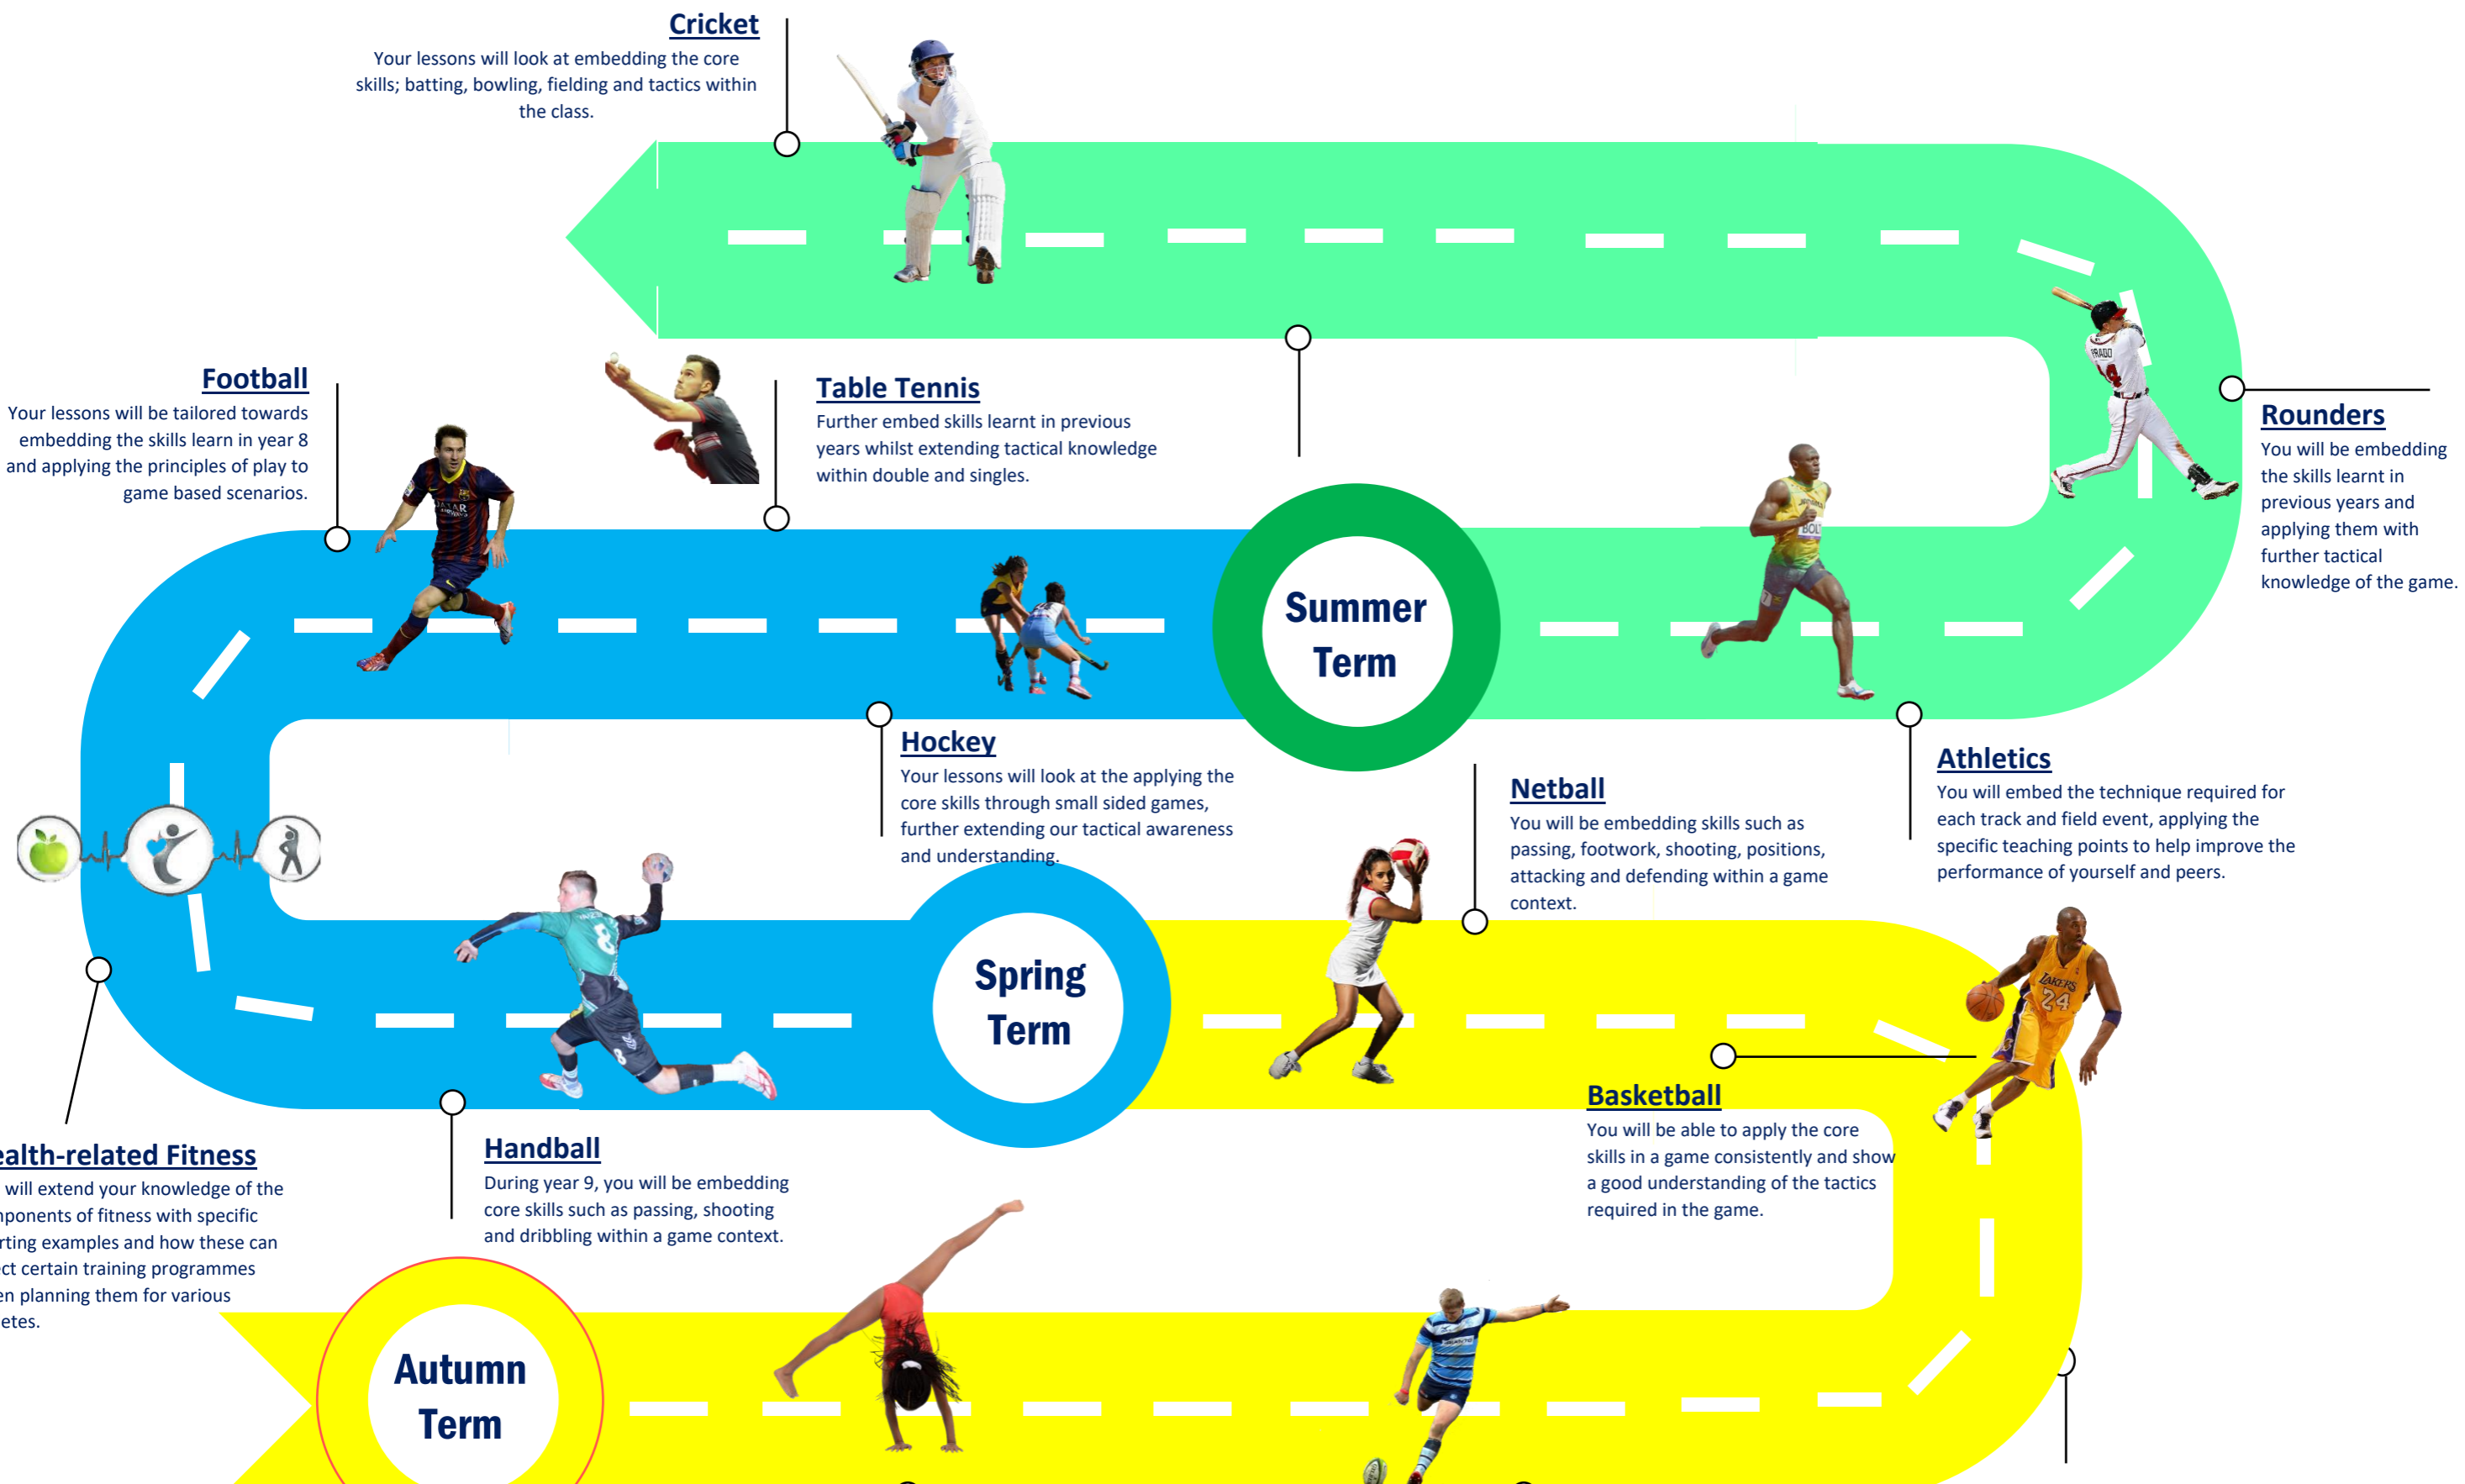 Cricket
Your lessons will look at embedding the core
skills; batting, bowling, fielding and tactics within
the class.
Football
Your lessons will be tailored towards
embedding the skills learn in year 8
and applying the principles of play to
game based scenarios.
Table Tennis
Further embed skills learnt in previous
years whilst extending tactical knowledge
within double and singles.
Rounders
You will be embedding
the skills learnt in
previous years and
applying them with
further tactical
knowledge of the game.
PRADO
14
BOLT
QATAR
AIRWAYS
Summer
Term
Hockey
Your lessons will look at the applying the
core skills through small sided games,
further extending our tactical awareness
and understanding.
Netball
You will be embedding skills such as
passing, footwork, shooting, positions,
attacking and defending within a game
context.
Athletics
You will embed the technique required for
each track and field event, applying the
specific teaching points to help improve the
performance of yourself and peers.
8
8
LAKERS
24
Spring
Term
Basketball
You will be able to apply the core
skills in a game consistently and show
a good understanding of the tactics
required in the game.
ealth-related Fitness
will extend your knowledge of the
ponents of fitness with specific
rting examples and how these can
ect certain training programmes
en planning them for various
etes.
Handball
During year 9, you will be embedding
core skills such as passing, shooting
and dribbling within a game context.
Autumn
Term